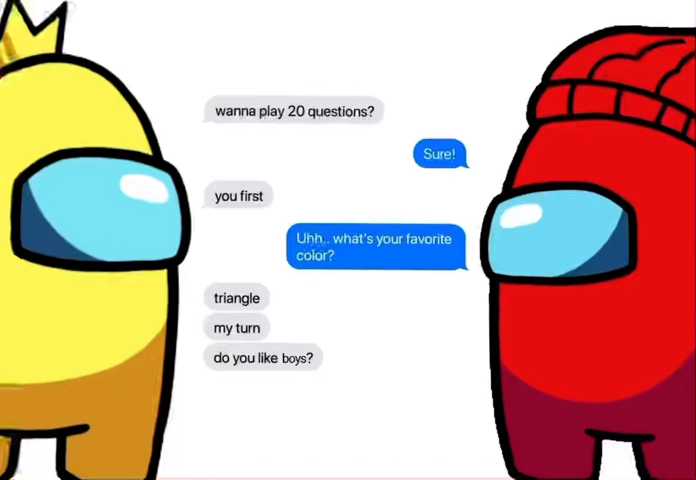 wanna play 20 questions?
Sure!
you first
Uhh.. what's your favorite
color?
triangle
my turn
do you like boys?